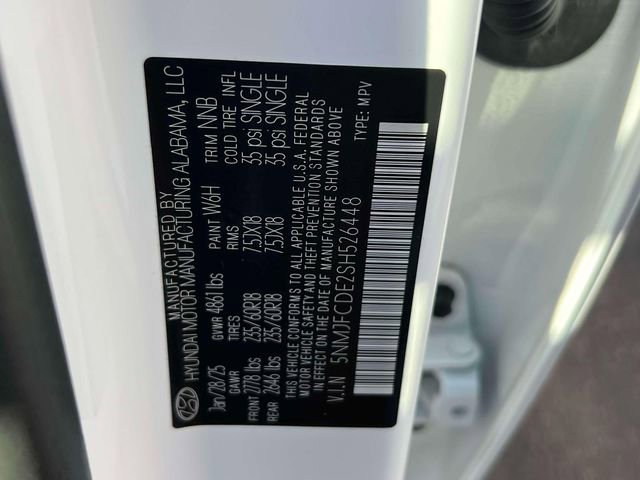 MANUFACTURED BY
HYUNDAI MOTOR MANUFACTURING ALABAMA, LLC
Jan/28/25 GVWR 4861 lbs PAINT W6H TRIM NNB
GAWR TIRES RIMS COLD TIRE INFL
FRONT 2778 lbs 235/60R18 7.5JX18 35 psi SINGLE
REAR 2646 lbs 235/60R18 7.5JX18 35 psi SINGLE
THIS VEHICLE CONFORMS TO ALL APPLICABLE U.S.A. FEDERAL
MOTOR VEHICLE SAFETY AND THEFT PREVENTION STANDARDS
IN EFFECT ON THE DATE OF MANUFACTURE SHOWN ABOVE
V.I.N. 5NMJFCDE2SH526448 TYPE: MPV